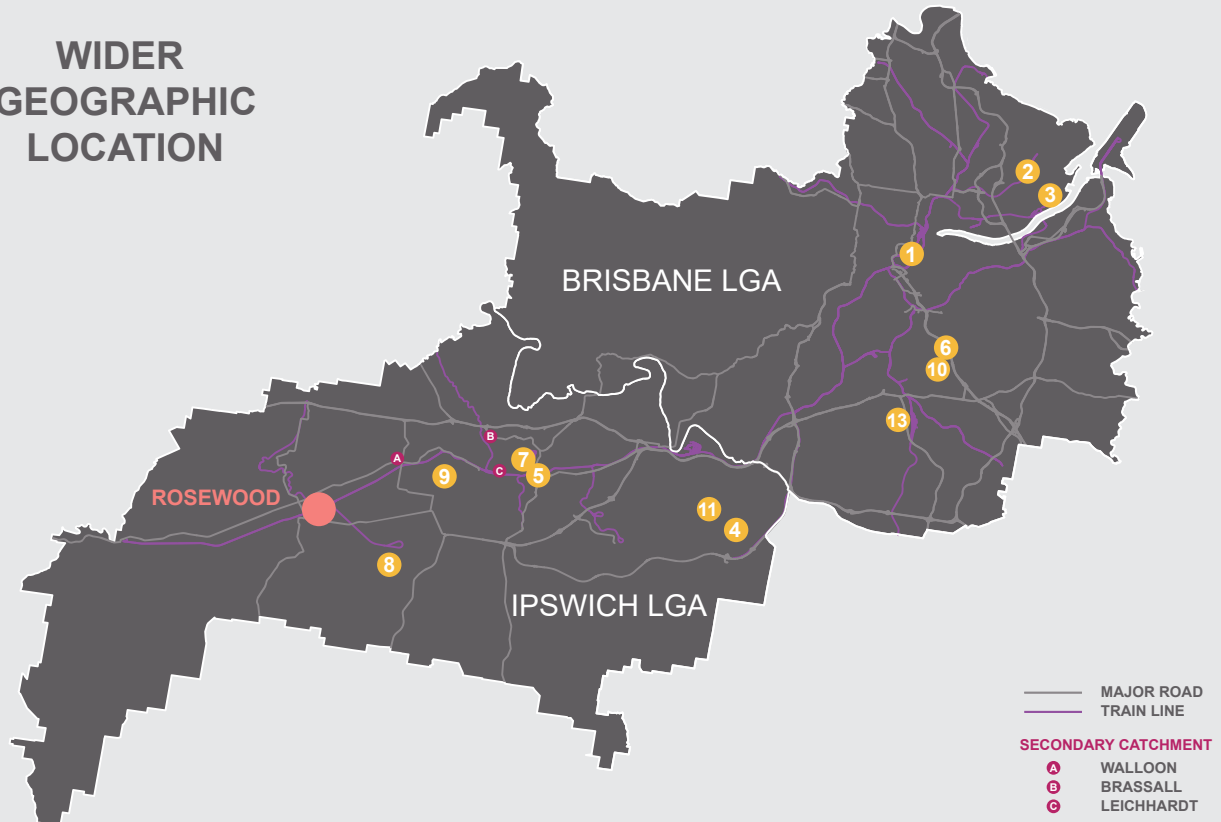 WIDER
GEOGRAPHIC
LOCATION
2
3
1
BRISBANE LGA
6
10
13
B
A
7
C
9
5
ROSEWOOD
11
4
8
IPSWICH LGA
MAJOR ROAD
TRAIN LINE
SECONDARY CATCHMENT
A WALLOON
B BRASSALL
C LEICHHARDT